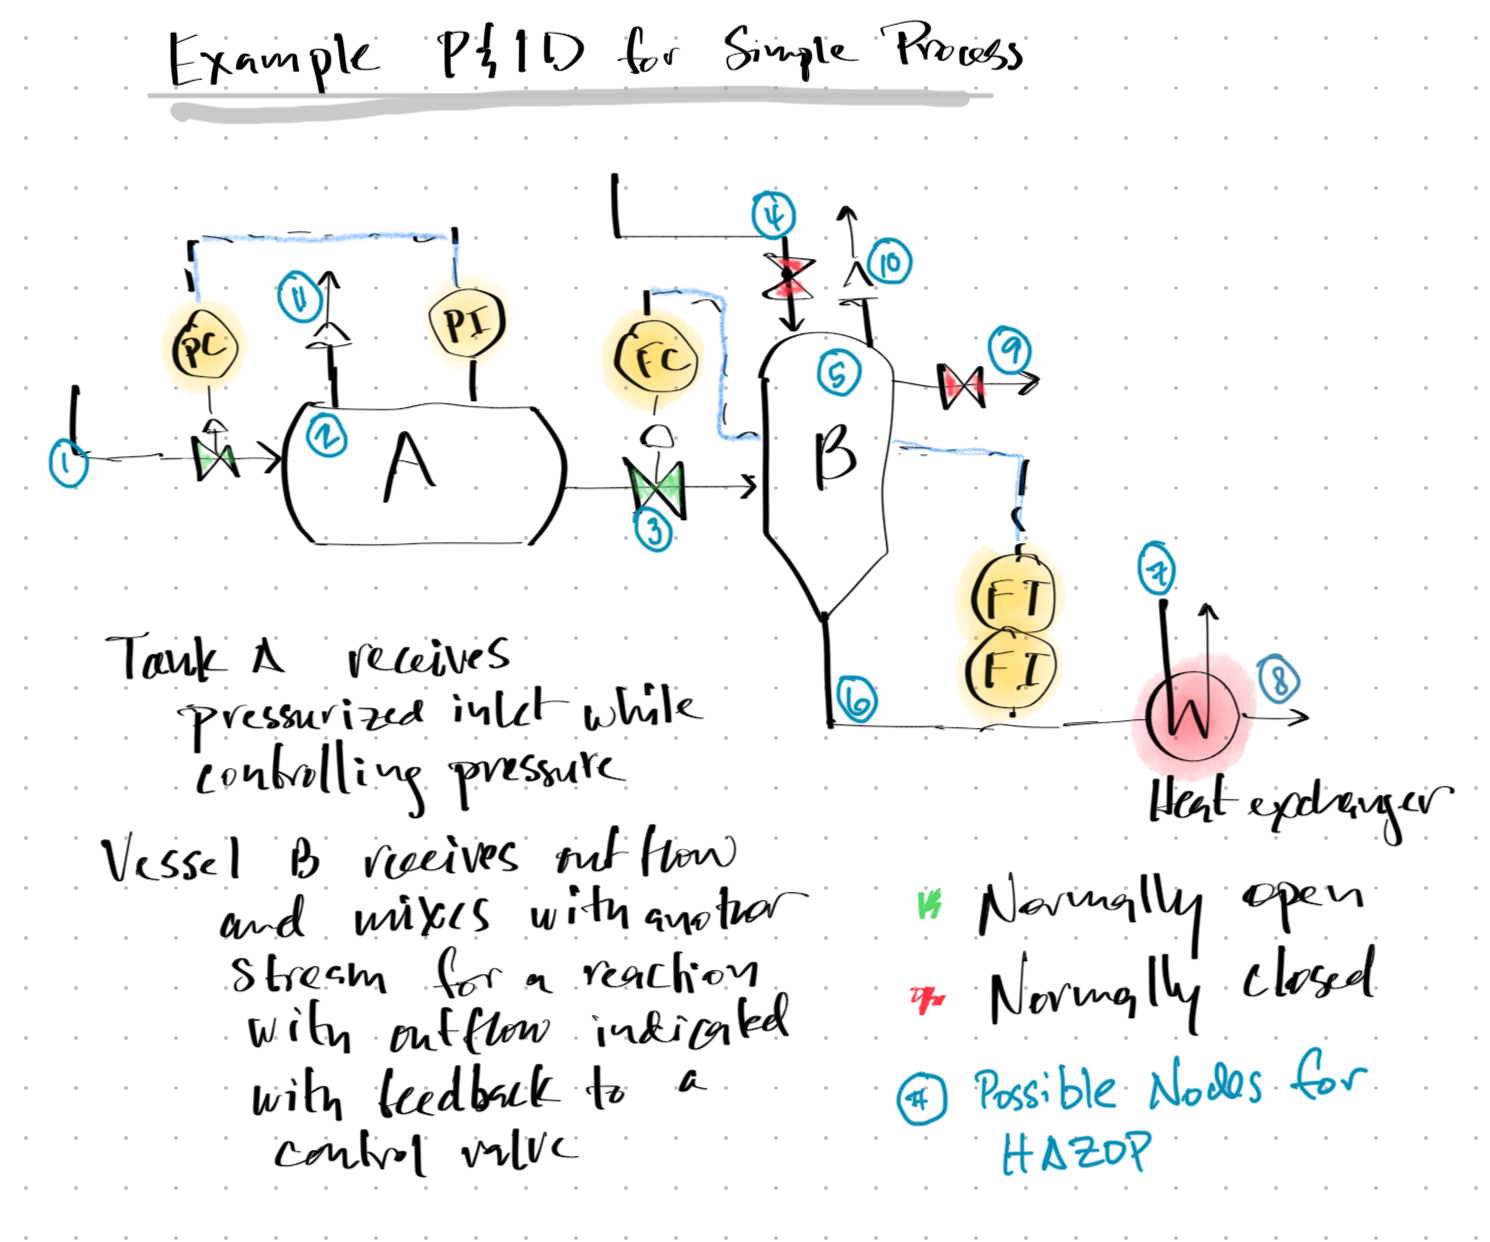 Example P&ID for Simple Process
4
10
11
PC
PI
FC
9
5
2
A
B
1
3
FT
7
FI
8
6
Tank A receives
pressurized inlet while
controlling pressure
Heat exchanger
Vessel B receives outflow
and mixes with another
stream for a reaction
with outflow indicated
with feedback to a
control valve
Normally open
Normally closed
# Possible Nodes for
HAZOP